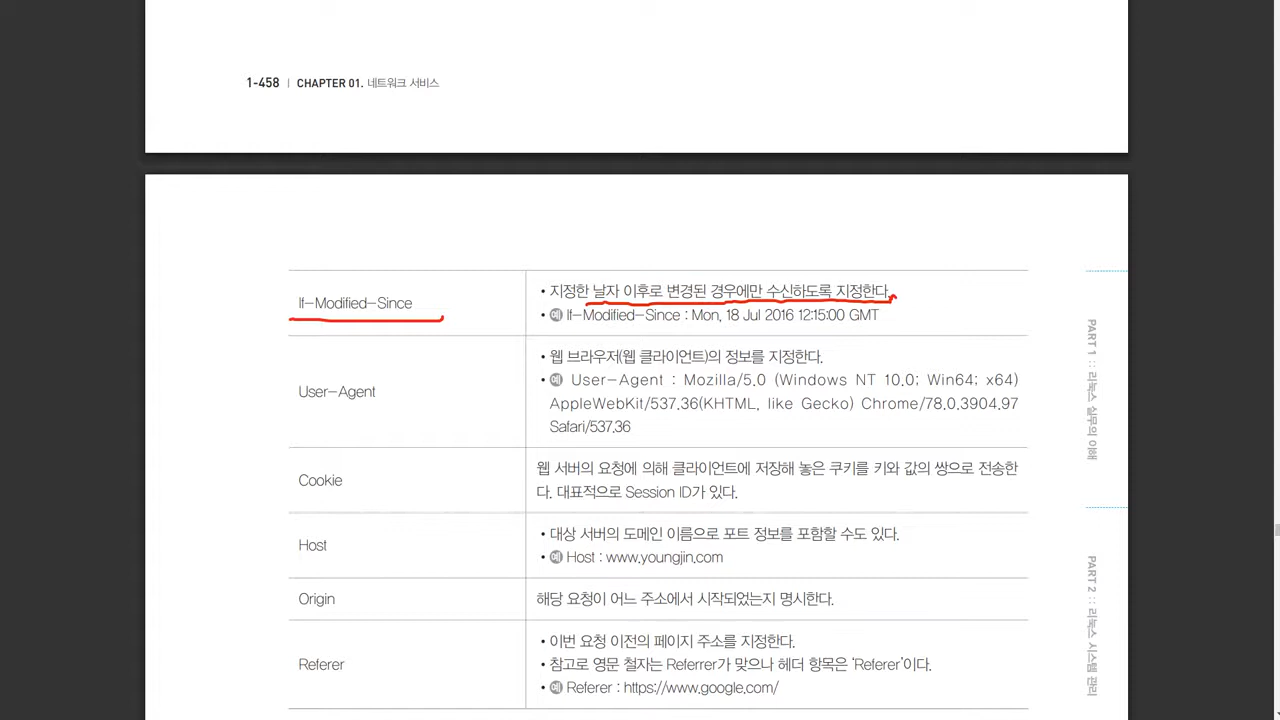 1-458 | CHAPTER 01. 네트워크 서비스
If-Modified-Since
• 지정한 날자 이후로 변경된 경우에만 수신하도록 지정한다.
• 예 If-Modified-Since : Mon, 18 Jul 2016 12:15:00 GMT
User-Agent
• 웹 브라우저(웹 클라이언트)의 정보를 지정한다.
• 예 User-Agent : Mozilla/5.0 (Windows NT 10.0; Win64; x64)
AppleWebKit/537.36(KHTML, like Gecko) Chrome/78.0.3904.97
Safari/537.36
Cookie
웹 서버의 요청에 의해 클라이언트에 저장해 놓은 쿠키를 키와 값의 쌍으로 전송한
다. 대표적으로 Session ID가 있다.
Host
• 대상 서버의 도메인 이름으로 포트 정보를 포함할 수도 있다.
• 예 Host : www.youngjin.com
Origin
해당 요청이 어느 주소에서 시작되었는지 명시한다.
Referer
• 이번 요청 이전의 페이지 주소를 지정한다.
• 참고로 영문 철자는 Referrer가 맞으나 헤더 항목은 ‘Referer’이다.
• 예 Referer : https://www.google.com/
PART 1 :: 리눅스 실무의 이해
PART 2 :: 리눅스 시스템 관리